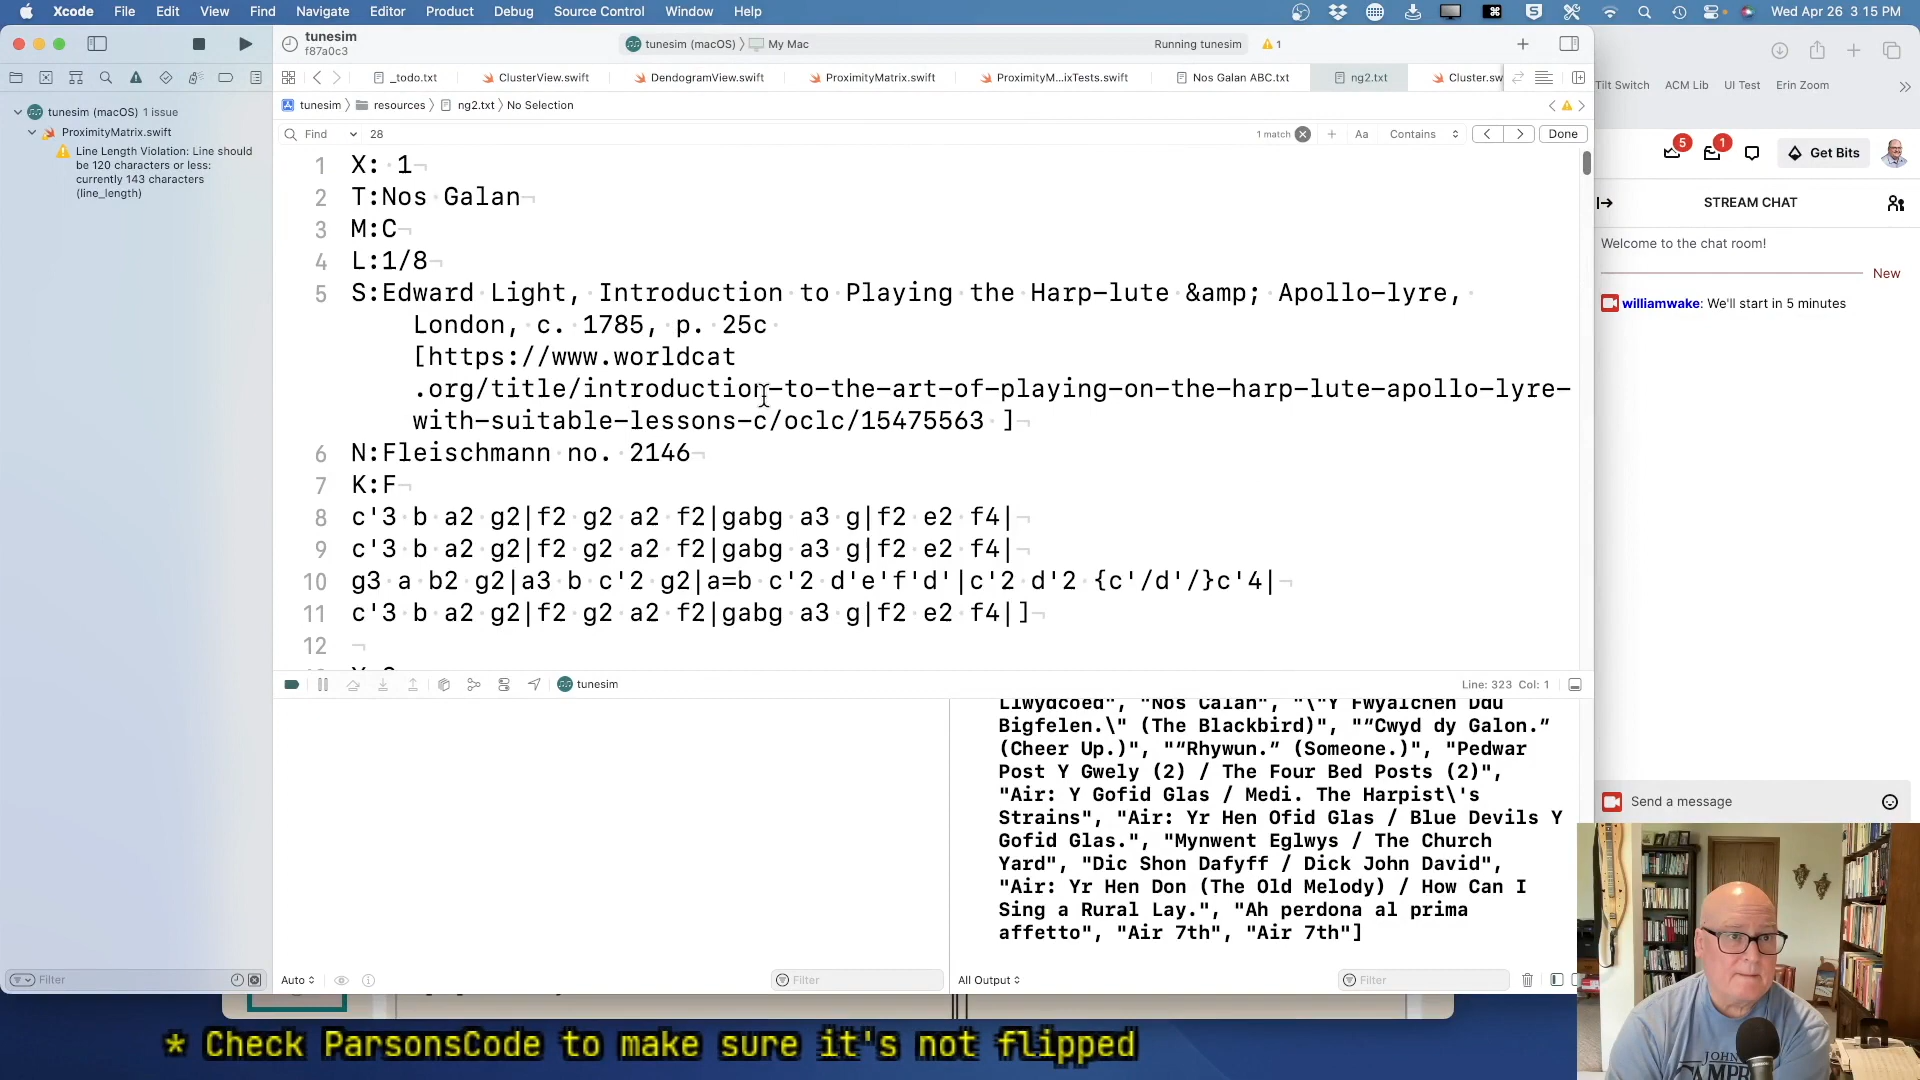 Xcode File Edit View Find Navigate Editor Product Debug Source Control Window Help Wed Apr 26 3 15 PM
tunesim
f87a0c3
tunesim (macOS) My Mac Running tunesim 1
_todo.txt ClusterView.swift DendogramView.swift ProximityMatrix.swift ProximityM...ixTests.swift Nos Galan ABC.txt ng2.txt Cluster.sw
tunesim resources ng2.txt No Selection
Find 28 1 match Aa Contains Done
tunesim (macOS) 1 issue
ProximityMatrix.swift
Line Length Violation: Line should
be 120 characters or less:
currently 143 characters
(line_length)
1 X: 1
2 T:Nos Galan
3 M:C
4 L:1/8
5 S:Edward Light, Introduction to Playing the Harp-lute &amp; Apollo-lyre,
London, c. 1785, p. 25c
[https://www.worldcat
.org/title/introduction-to-the-art-of-playing-on-the-harp-lute-apollo-lyre-
with-suitable-lessons-c/oclc/15475563 ]
6 N:Fleischmann no. 2146
7 K:F
8 c'3 b a2 g2|f2 g2 a2 f2|gabg a3 g|f2 e2 f4|
9 c'3 b a2 g2|f2 g2 a2 f2|gabg a3 g|f2 e2 f4|
10 g3 a b2 g2|a3 b c'2 g2|a=b c'2 d'e'f'd'|c'2 d'2 {c'/d'/}c'4|
11 c'3 b a2 g2|f2 g2 a2 f2|gabg a3 g|f2 e2 f4|]
12
tunesim Line: 323 Col: 1
Llwydcoed", "Nos Calan", "\"Y Fwyalchen Ddu
Bigfelen.\" (The Blackbird)", "“Cwyd dy Galon.”
(Cheer Up.)", "“Rhywun.” (Someone.)", "Pedwar
Post Y Gwely (2) / The Four Bed Posts (2)",
"Air: Y Gofid Glas / Medi. The Harpist\'s
Strains", "Air: Yr Hen Ofid Glas / Blue Devils Y
Gofid Glas.", "Mynwent Eglwys / The Church
Yard", "Dic Shon Dafyff / Dick John David",
"Air: Yr Hen Don (The Old Melody) / How Can I
Sing a Rural Lay.", "Ah perdona al prima
affetto", "Air 7th", "Air 7th"]
Filter Auto Filter All Output Filter
Tilt Switch ACM Lib UI Test Erin Zoom
5 1 Get Bits
STREAM CHAT
Welcome to the chat room!
New
williamwake: We'll start in 5 minutes
Send a message
* Check ParsonsCode to make sure it's not flipped